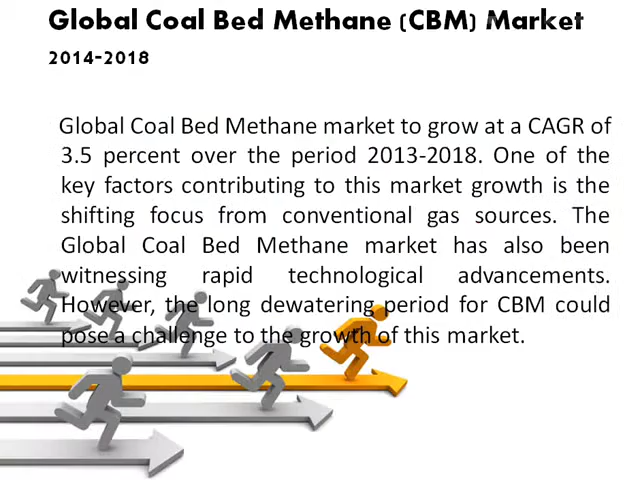 Global Coal Bed Methane (CBM) Market
2014-2018
Global Coal Bed Methane market to grow at a CAGR of
3.5 percent over the period 2013-2018. One of the
key factors contributing to this market growth is the
shifting focus from conventional gas sources. The
Global Coal Bed Methane market has also been
witnessing rapid technological advancements.
However, the long dewatering period for CBM could
pose a challenge to the growth of this market.